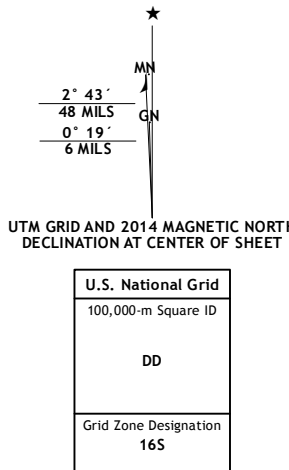 ★
MN
2° 43´
48 MILS
GN
0° 19´
6 MILS
UTM GRID AND 2014 MAGNETIC NORTH
DECLINATION AT CENTER OF SHEET
U.S. National Grid
100,000-m Square ID
DD
Grid Zone Designation
16S